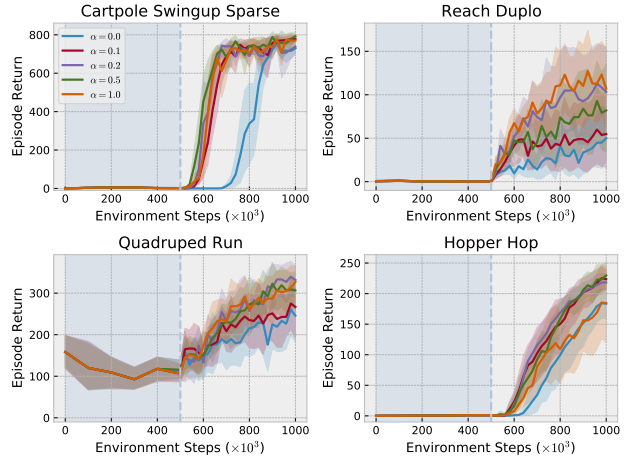 Cartpole Swingup Sparse
Episode Return
800
600
400
200
0
α = 0.0
α = 0.1
α = 0.2
α = 0.5
α = 1.0
0 200 400 600 800 1000
Environment Steps (×10³)
Reach Duplo
Episode Return
150
100
50
0
0 200 400 600 800 1000
Environment Steps (×10³)
Quadruped Run
Episode Return
300
200
100
0
0 200 400 600 800 1000
Environment Steps (×10³)
Hopper Hop
Episode Return
250
200
150
100
50
0
0 200 400 600 800 1000
Environment Steps (×10³)